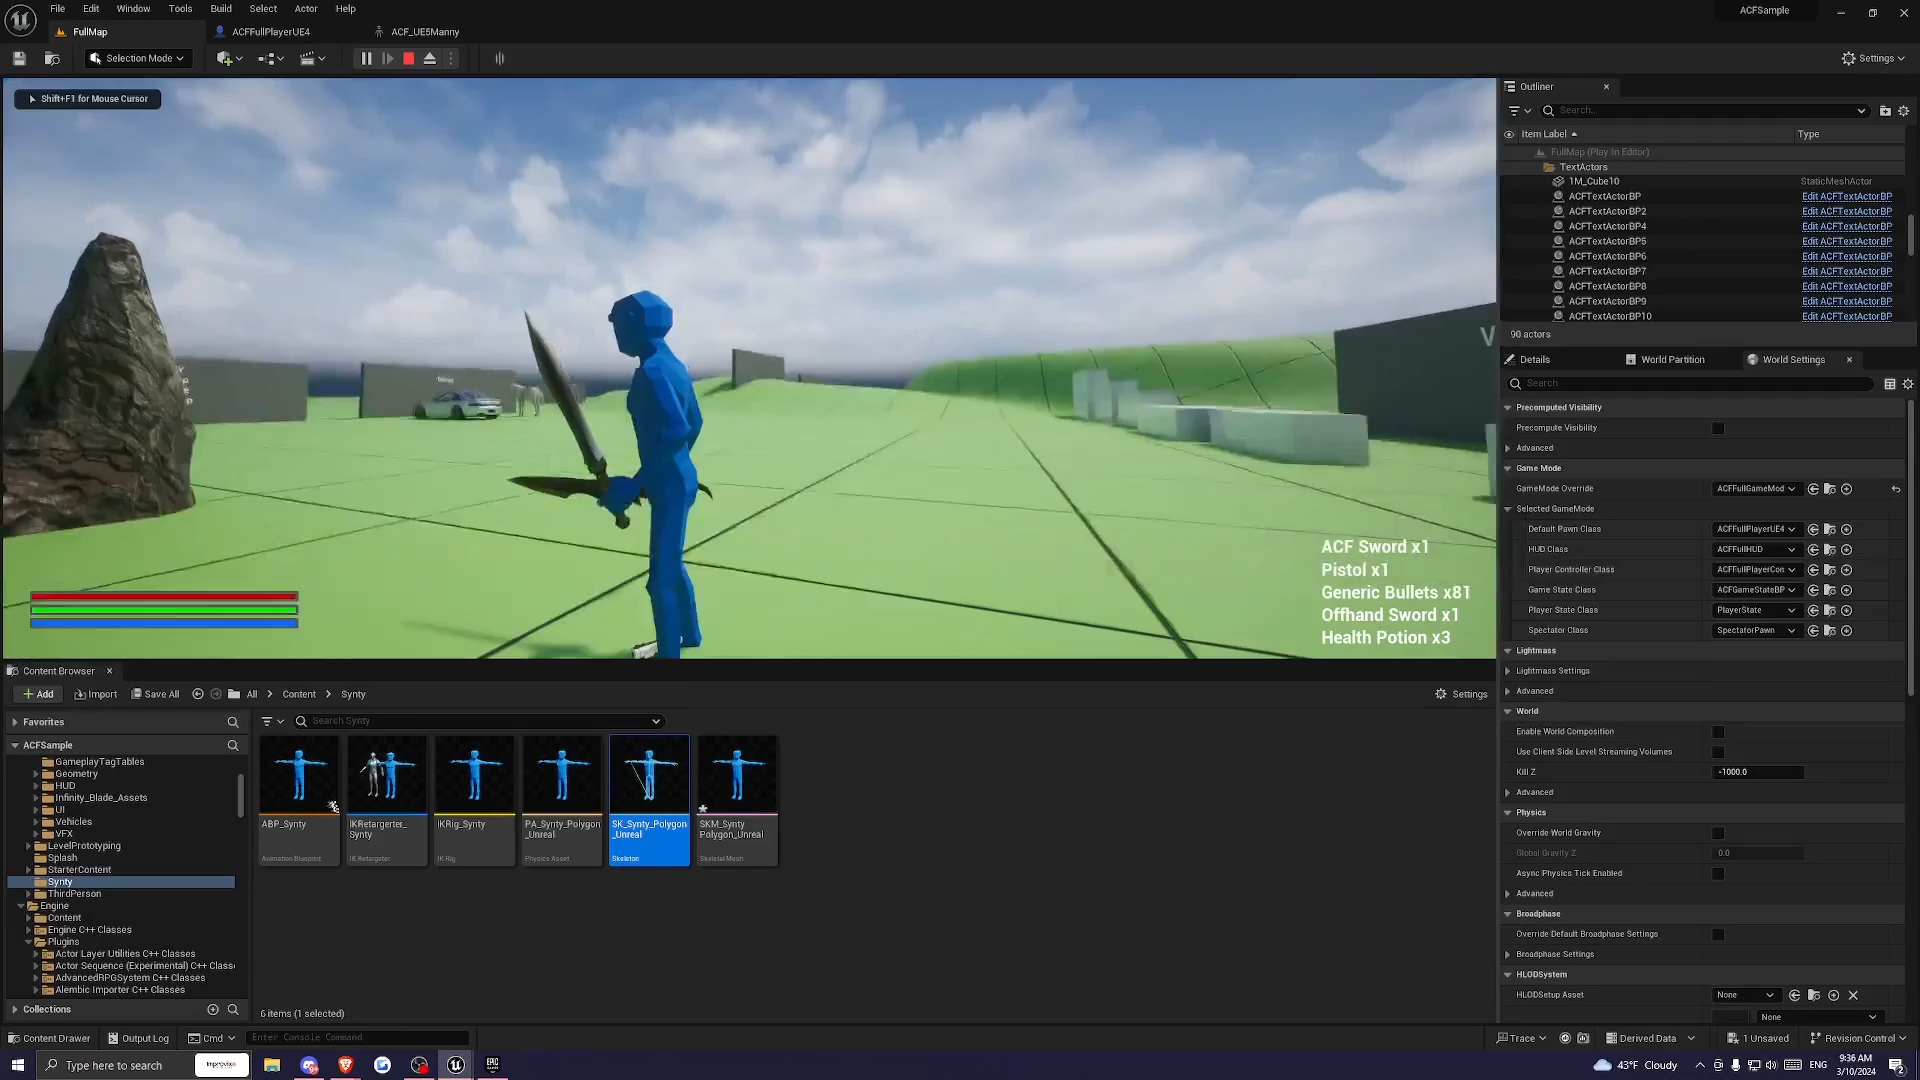 File Edit Window Tools Build Select Actor Help
ACFSample
FullMap
ACFFullPlayerUE4
ACF_UE5Manny
Selection Mode
Settings
Shift+F1 for Mouse Cursor
ACF Sword x1
Pistol x1
Generic Bullets x81
Offhand Sword x1
Health Potion x3
Outliner
Search...
Item Label
Type
FullMap (Play In Editor)
TextActors
1M_Cube10 StaticMeshActor
ACFTextActorBP Edit ACFTextActorBP
ACFTextActorBP2 Edit ACFTextActorBP
ACFTextActorBP4 Edit ACFTextActorBP
ACFTextActorBP5 Edit ACFTextActorBP
ACFTextActorBP6 Edit ACFTextActorBP
ACFTextActorBP7 Edit ACFTextActorBP
ACFTextActorBP8 Edit ACFTextActorBP
ACFTextActorBP9 Edit ACFTextActorBP
ACFTextActorBP10 Edit ACFTextActorBP
90 actors
Details
World Partition
World Settings
Search
Precomputed Visibility
Precompute Visibility
Advanced
Game Mode
GameMode Override ACFFullGameMod
Selected GameMode
Default Pawn Class ACFFullPlayerUE4
HUD Class ACFFullHUD
Player Controller Class ACFFullPlayerCon
Game State Class ACFGameStateBP
Player State Class PlayerState
Spectator Class SpectatorPawn
Lightmass
Lightmass Settings
Advanced
World
Enable World Composition
Use Client Side Level Streaming Volumes
Kill Z -1000.0
Advanced
Physics
Override World Gravity
Global Gravity Z 0.0
Async Physics Tick Enabled
Advanced
Broadphase
Override Default Broadphase Settings
Broadphase Settings
HLODSystem
HLODSetup Asset None
None
Content Browser
Add Import Save All All Content Synty
Settings
Favorites
ACFSample
GameplayTagTables
Geometry
HUD
Infinity_Blade_Assets
UI
Vehicles
VFX
LevelPrototyping
Splash
StarterContent
Synty
ThirdPerson
Engine
Content
Engine C++ Classes
Plugins
Actor Layer Utilities C++ Classes
Actor Sequence (Experimental) C++ Classe
AdvancedRPGSystem C++ Classes
Alembic Importer C++ Classes
Collections
Search Synty
ABP_Synty
Animation Blueprint
IKRetargeter_
Synty
IK Retargeter
IKRig_Synty
IK Rig
PA_Synty_Polygon
_Unreal
Physics Asset
SK_Synty_Polygon
_Unreal
Skeleton
SKM_Synty
Polygon_Unreal
Skeletal Mesh
6 items (1 selected)
Content Drawer
Output Log
Cmd
Enter Console Command
Trace
Derived Data
1 Unsaved
Revision Control
Type here to search
43°F Cloudy
ENG
9:36 AM
3/10/2024